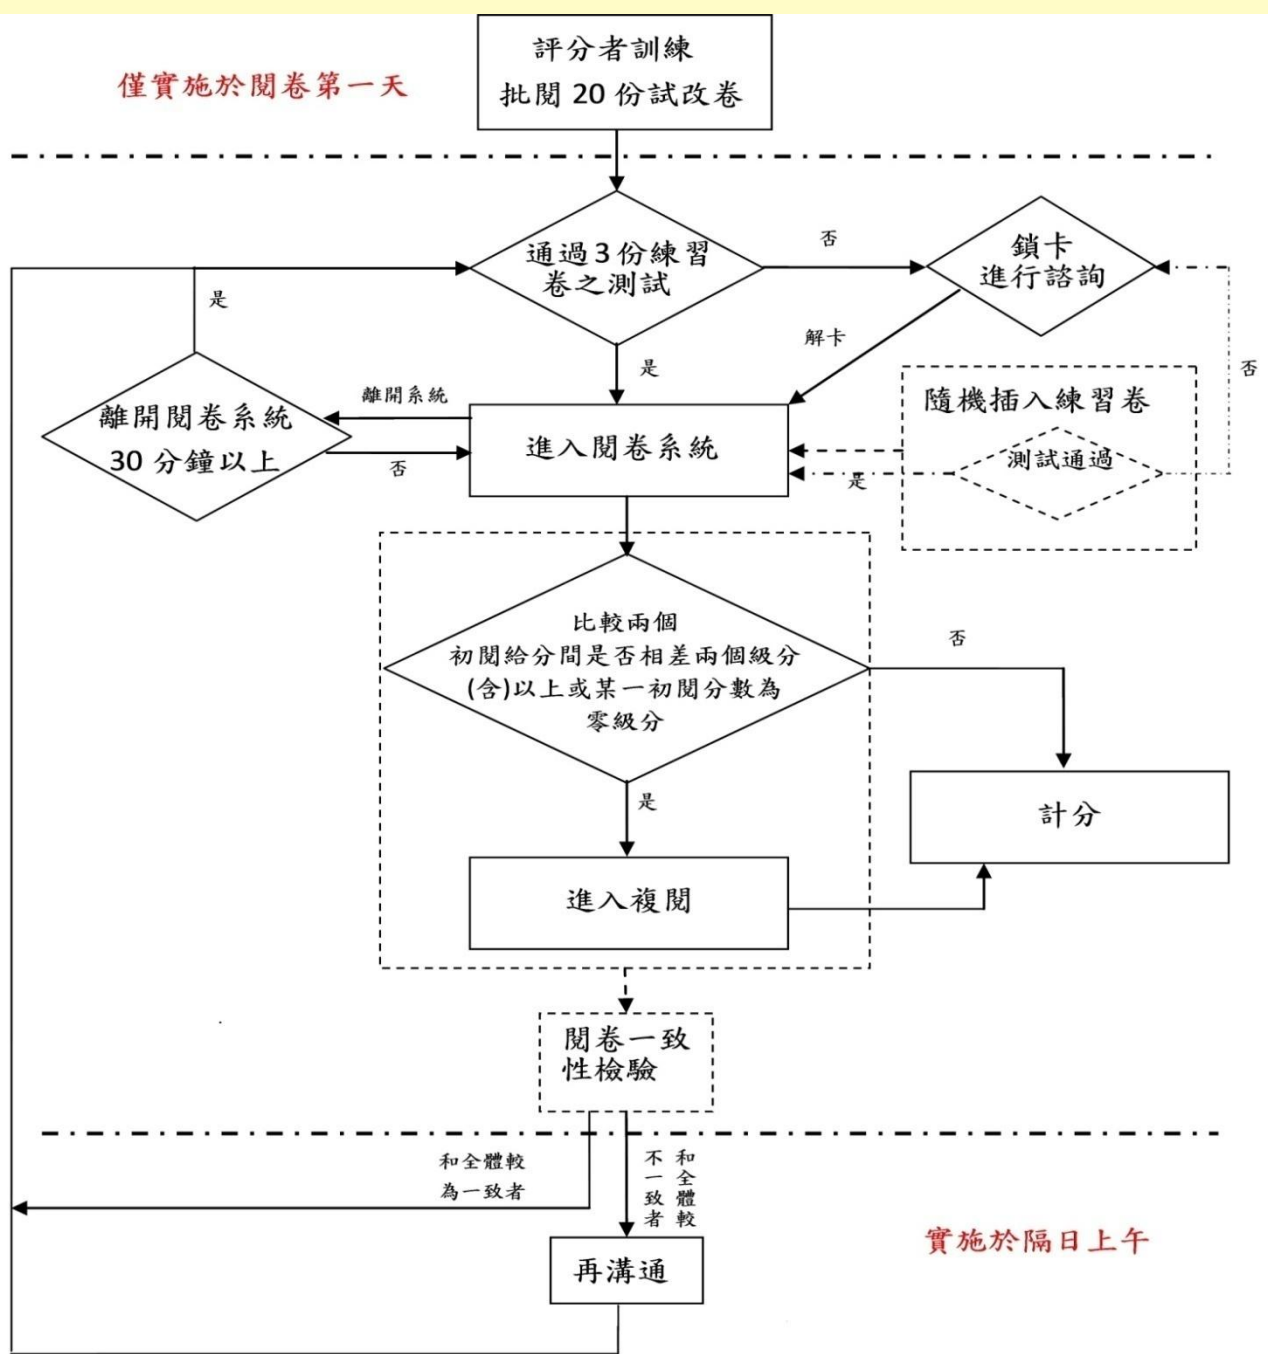 評分者訓練
批閱 20 份試改卷
僅實施於閱卷第一天
通過 3 份練習
卷之測試
否
鎖卡
進行諮詢
是
解卡
是
否
離開系統
離開閱卷系統
30 分鐘以上
否
進入閱卷系統
隨機插入練習卷
測試通過
是
比較兩個
初閱給分間是否相差兩個級分
(含)以上或某一初閱分數為
零級分
否
是
計分
進入複閱
閱卷一致
性檢驗
和全體較
為一致者
和全體較
不一致者
實施於隔日上午
再溝通